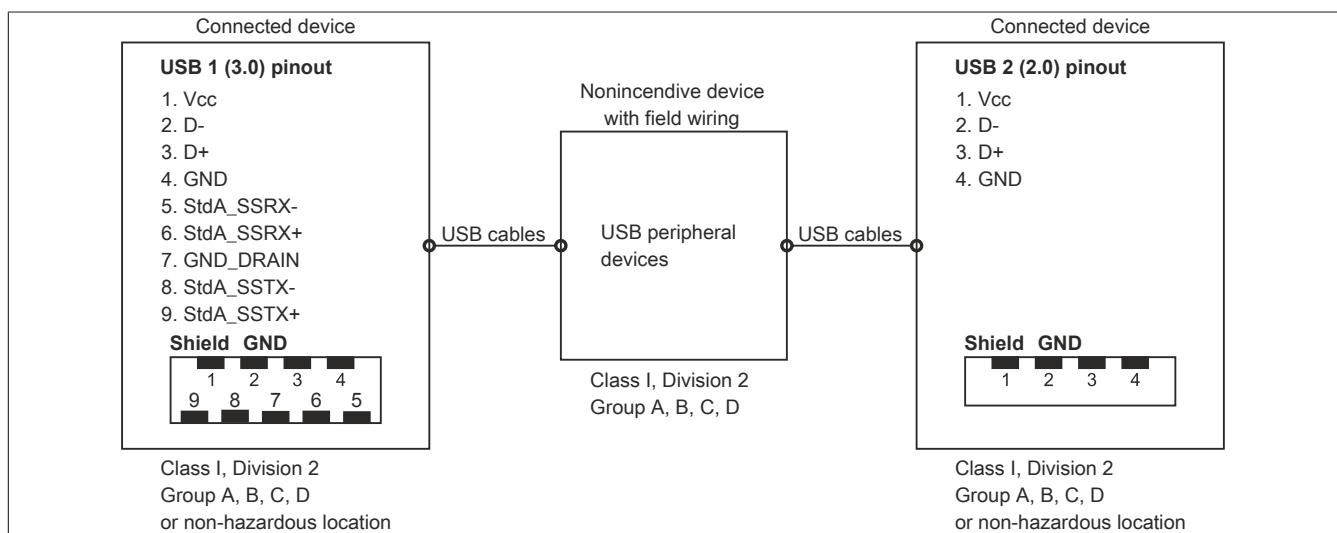 Connected device
USB 1 (3.0) pinout
1. Vcc
2. D-
3. D+
4. GND
5. StdA_SSRX-
6. StdA_SSRX+
7. GND_DRAIN
8. StdA_SSTX-
9. StdA_SSTX+
Shield GND
1 2 3 4
9 8 7 6 5
Class I, Division 2
Group A, B, C, D
or non-hazardous location
USB cables
Nonincendive device
with field wiring
USB peripheral
devices
Class I, Division 2
Group A, B, C, D
USB cables
Connected device
USB 2 (2.0) pinout
1. Vcc
2. D-
3. D+
4. GND
Shield GND
1 2 3 4
Class I, Division 2
Group A, B, C, D
or non-hazardous location